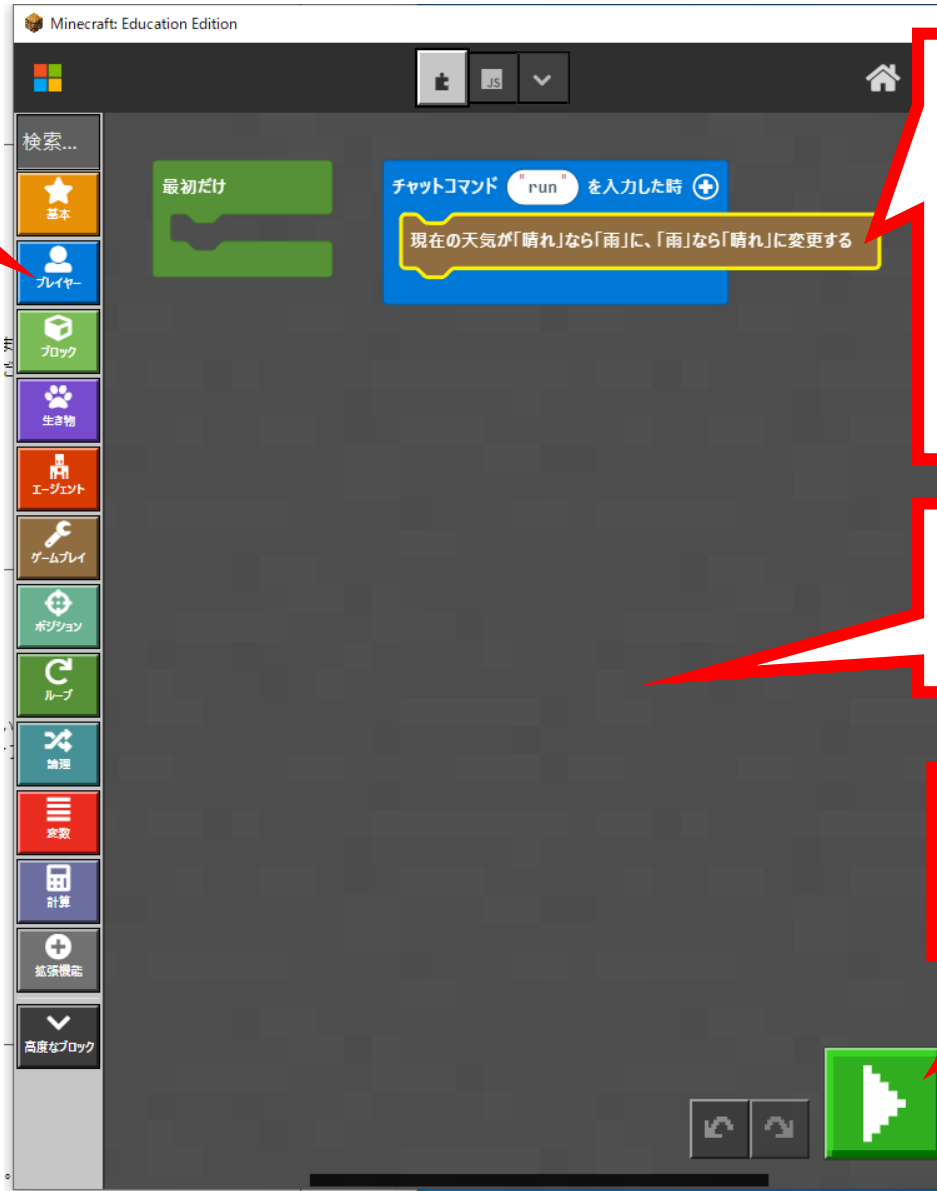 Minecraft: Education Edition
JS
検索...
基本
プレイヤー
ブロック
生き物
エージェント
ゲームプレイ
ポジション
ループ
論理
変数
計算
拡張機能
高度なブロック
最初だけ
チャットコマンド "run" を入力した時
現在の天気が「晴れ」なら「雨」に、「雨」なら「晴れ」に変更する